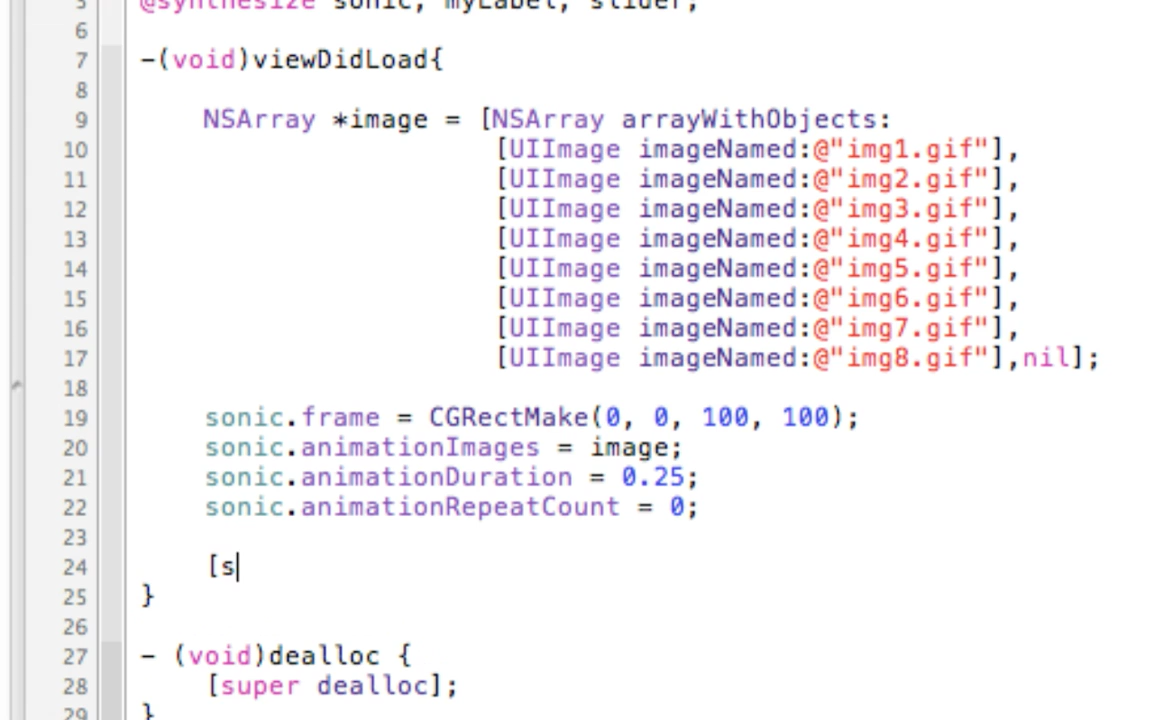 5 @synthesize sonic, myLabel, slider;
6
7 -(void)viewDidLoad{
8
9 NSArray *image = [NSArray arrayWithObjects:
10 [UIImage imageNamed:@"img1.gif"],
11 [UIImage imageNamed:@"img2.gif"],
12 [UIImage imageNamed:@"img3.gif"],
13 [UIImage imageNamed:@"img4.gif"],
14 [UIImage imageNamed:@"img5.gif"],
15 [UIImage imageNamed:@"img6.gif"],
16 [UIImage imageNamed:@"img7.gif"],
17 [UIImage imageNamed:@"img8.gif"],nil];
18
19 sonic.frame = CGRectMake(0, 0, 100, 100);
20 sonic.animationImages = image;
21 sonic.animationDuration = 0.25;
22 sonic.animationRepeatCount = 0;
23
24 [s
25 }
26
27 - (void)dealloc {
28 [super dealloc];
29 }